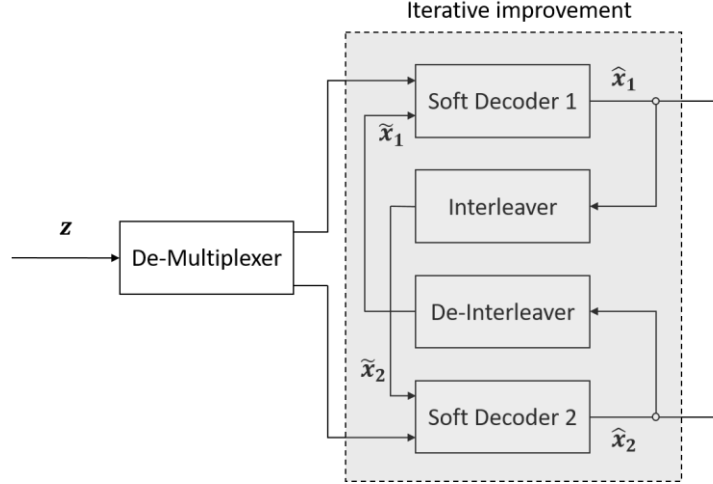 Iterative improvement
x̂₁
Soft Decoder 1
x̃₁
Interleaver
z
De-Multiplexer
De-Interleaver
x̃₂
Soft Decoder 2
x̂₂